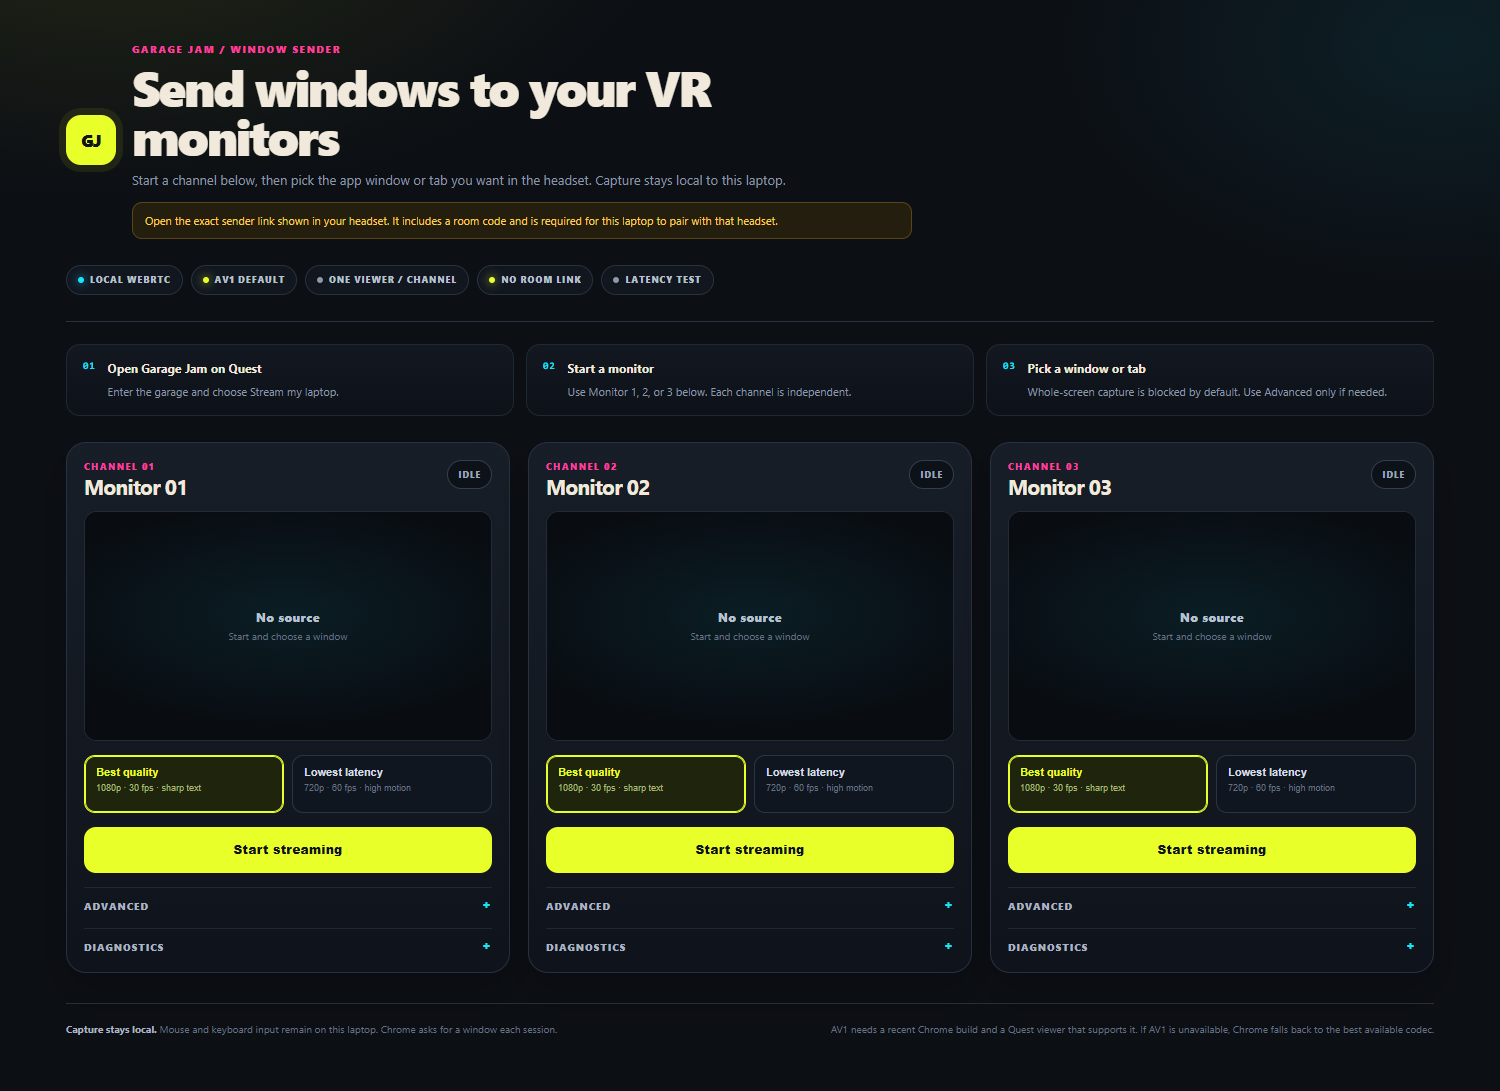 GARAGE JAM / WINDOW SENDER
Send windows to your VR
monitors
GJ
Start a channel below, then pick the app window or tab you want in the headset. Capture stays local to this laptop.
Open the exact sender link shown in your headset. It includes a room code and is required for this laptop to pair with that headset.
LOCAL WEBRTC
AV1 DEFAULT
ONE VIEWER / CHANNEL
NO ROOM LINK
LATENCY TEST
01 Open Garage Jam on Quest
Enter the garage and choose Stream my laptop.
02 Start a monitor
Use Monitor 1, 2, or 3 below. Each channel is independent.
03 Pick a window or tab
Whole-screen capture is blocked by default. Use Advanced only if needed.
CHANNEL 01
Monitor 01
IDLE
No source
Start and choose a window
Best quality
1080p · 30 fps · sharp text
Lowest latency
720p · 60 fps · high motion
Start streaming
ADVANCED +
DIAGNOSTICS +
CHANNEL 02
Monitor 02
IDLE
No source
Start and choose a window
Best quality
1080p · 30 fps · sharp text
Lowest latency
720p · 60 fps · high motion
Start streaming
ADVANCED +
DIAGNOSTICS +
CHANNEL 03
Monitor 03
IDLE
No source
Start and choose a window
Best quality
1080p · 30 fps · sharp text
Lowest latency
720p · 60 fps · high motion
Start streaming
ADVANCED +
DIAGNOSTICS +
Capture stays local. Mouse and keyboard input remain on this laptop. Chrome asks for a window each session.
AV1 needs a recent Chrome build and a Quest viewer that supports it. If AV1 is unavailable, Chrome falls back to the best available codec.